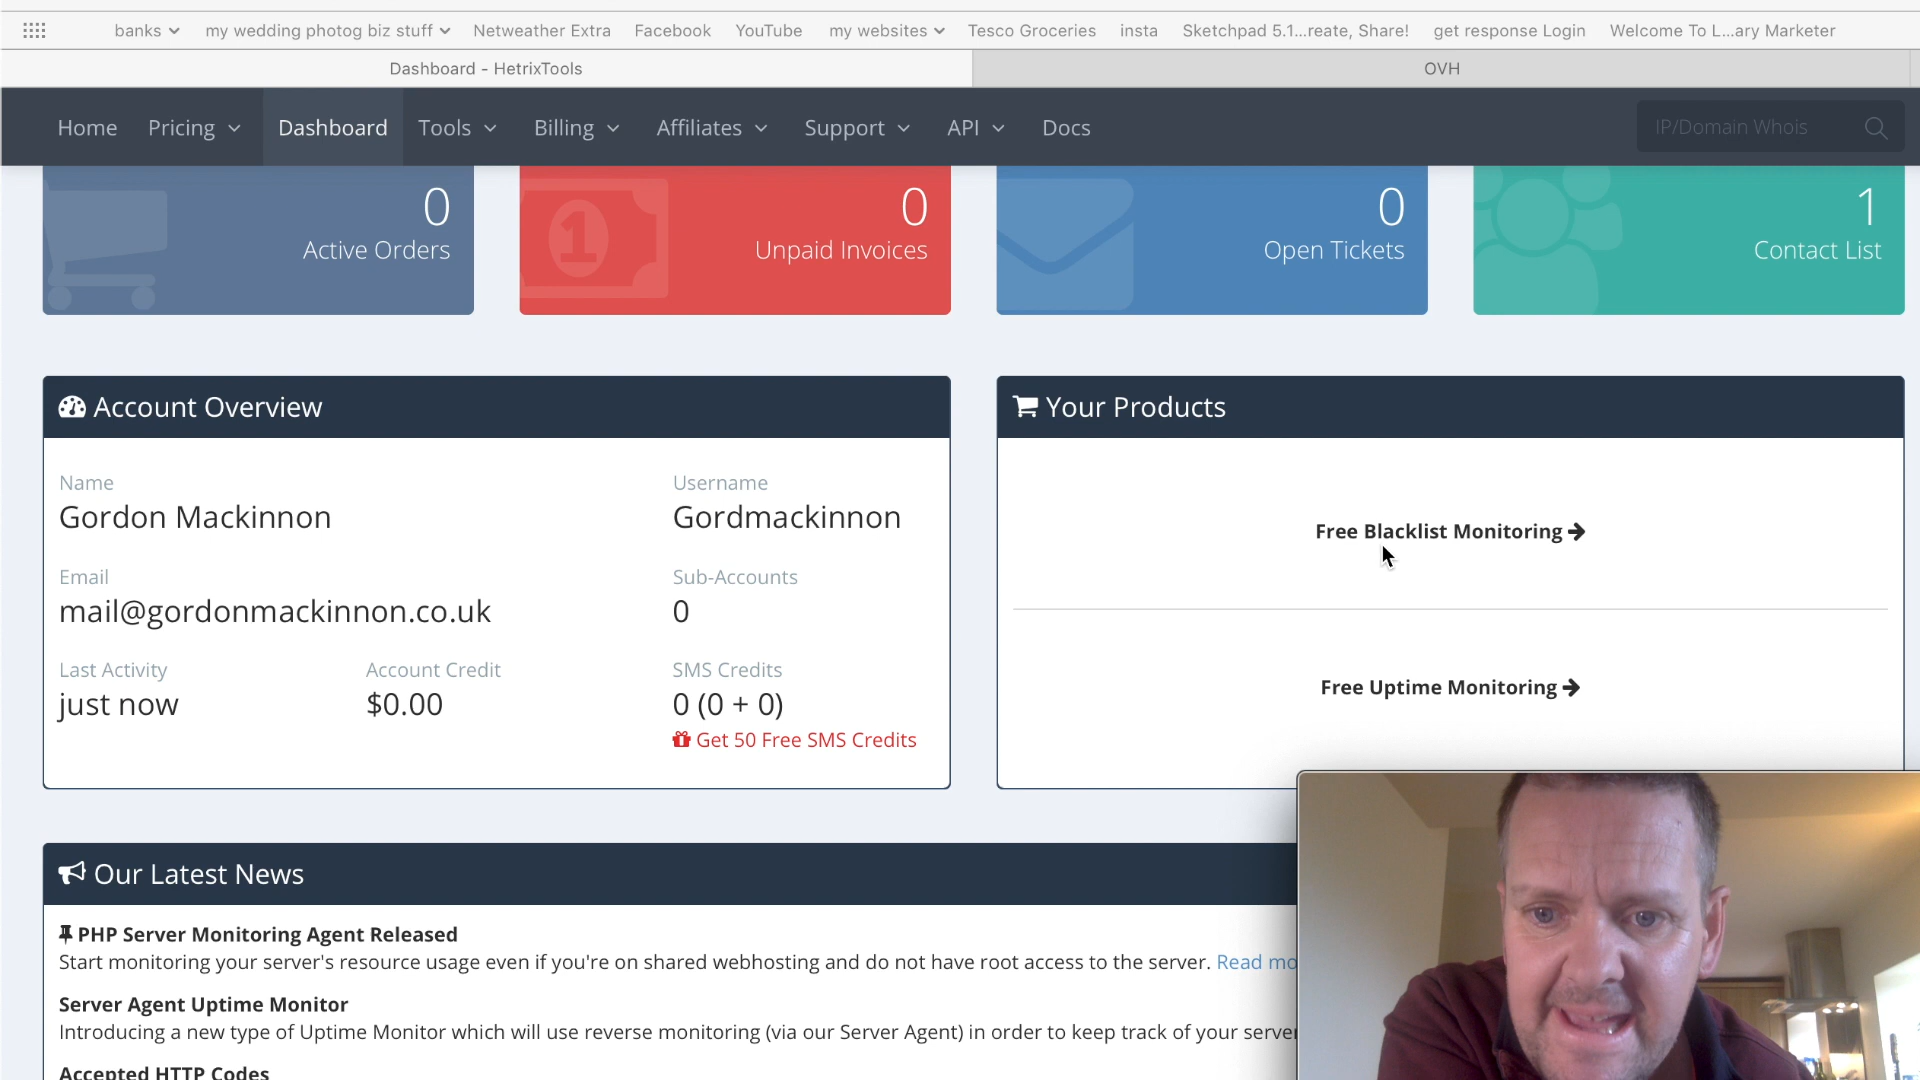 banks my wedding photog biz stuff Netweather Extra Facebook YouTube my websites Tesco Groceries insta Sketchpad 5.1...reate, Share! get response Login Welcome To L...ary Marketer
Dashboard - HetrixTools OVH
Home Pricing Dashboard Tools Billing Affiliates Support API Docs IP/Domain Whois
0 0 0 1
Active Orders Unpaid Invoices Open Tickets Contact List
1
Account Overview
Name Username
Gordon Mackinnon Gordmackinnon
Email Sub-Accounts
mail@gordonmackinnon.co.uk 0
Last Activity Account Credit SMS Credits
just now $0.00 0 (0 + 0)
Get 50 Free SMS Credits
Your Products
Free Blacklist Monitoring
Free Uptime Monitoring
Our Latest News
PHP Server Monitoring Agent Released
Start monitoring your server's resource usage even if you're on shared webhosting and do not have root access to the server. Read mo
Server Agent Uptime Monitor
Introducing a new type of Uptime Monitor which will use reverse monitoring (via our Server Agent) in order to keep track of your server
Accepted HTTP Codes